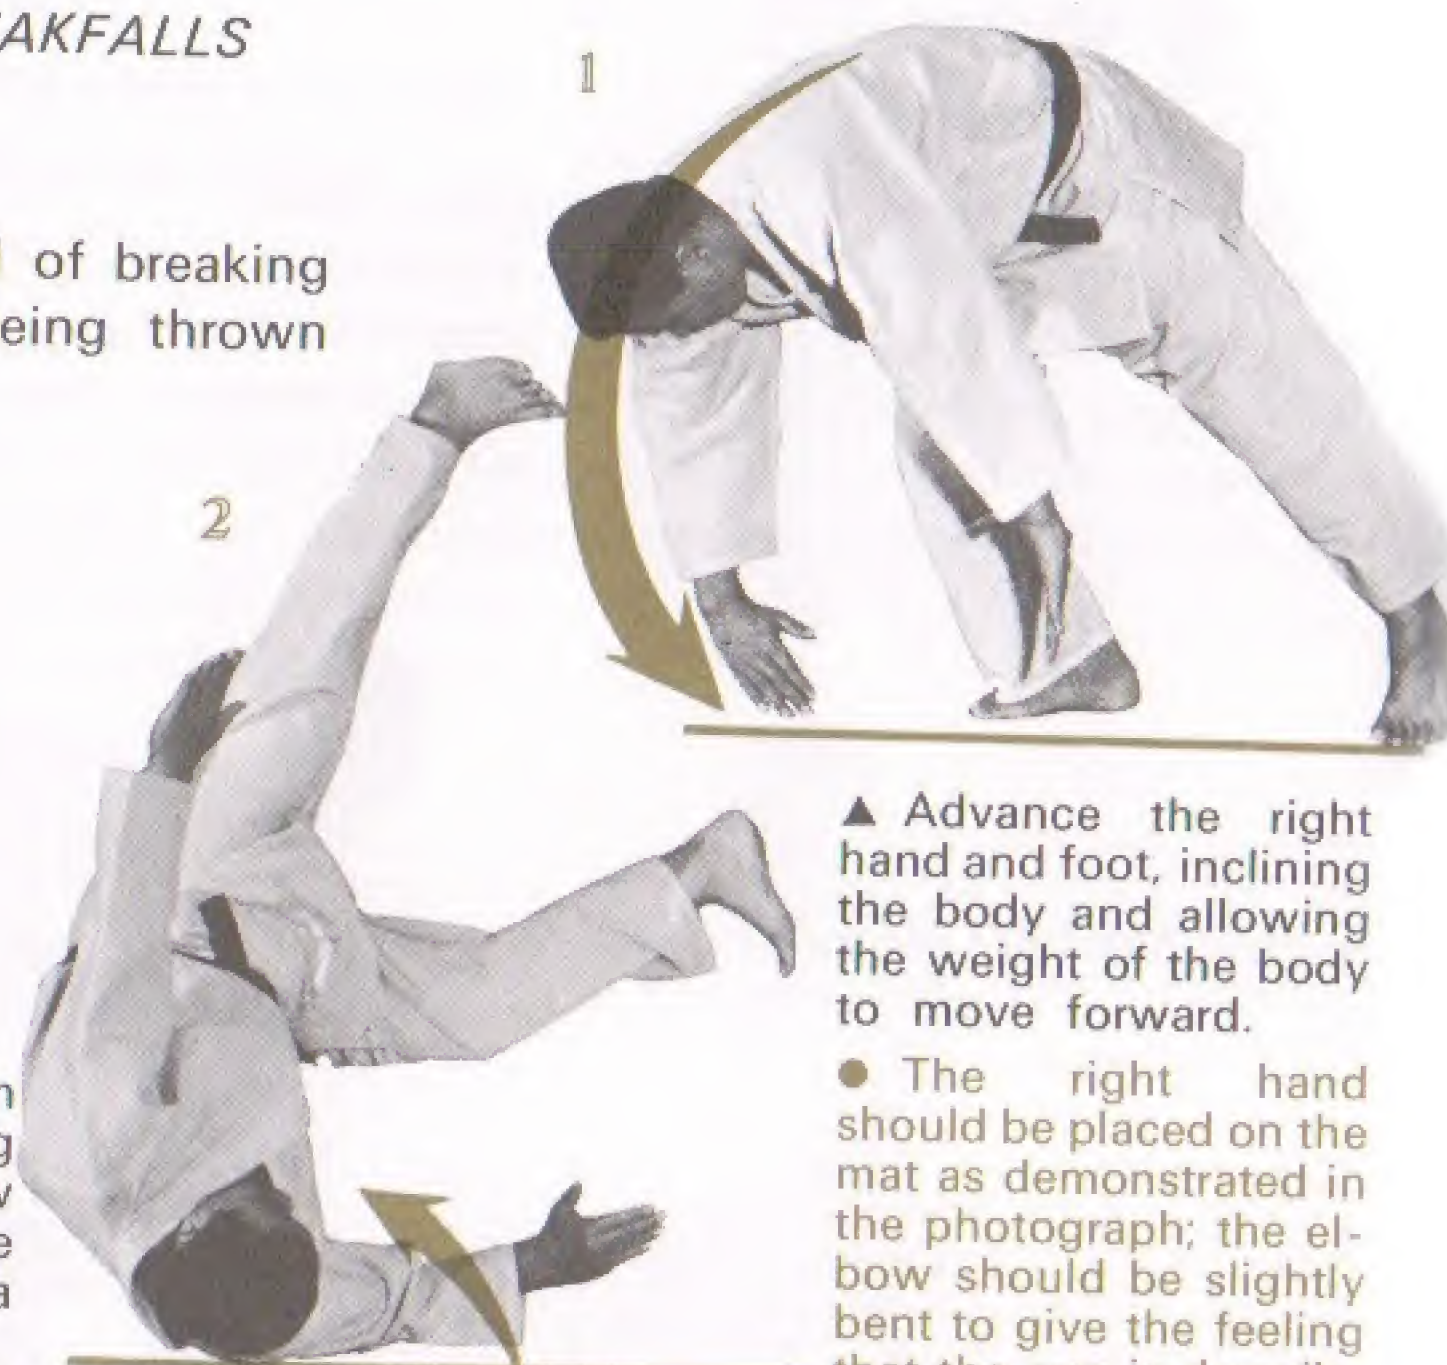 AKFALLS
1
of breaking
eing thrown
2
▲ Advance the right
hand and foot, inclining
the body and allowing
the weight of the body
to move forward.
● The right hand
should be placed on the
mat as demonstrated in
the photograph; the el-
bow should be slightly
bent to give the feeling
n
g
w
e
a